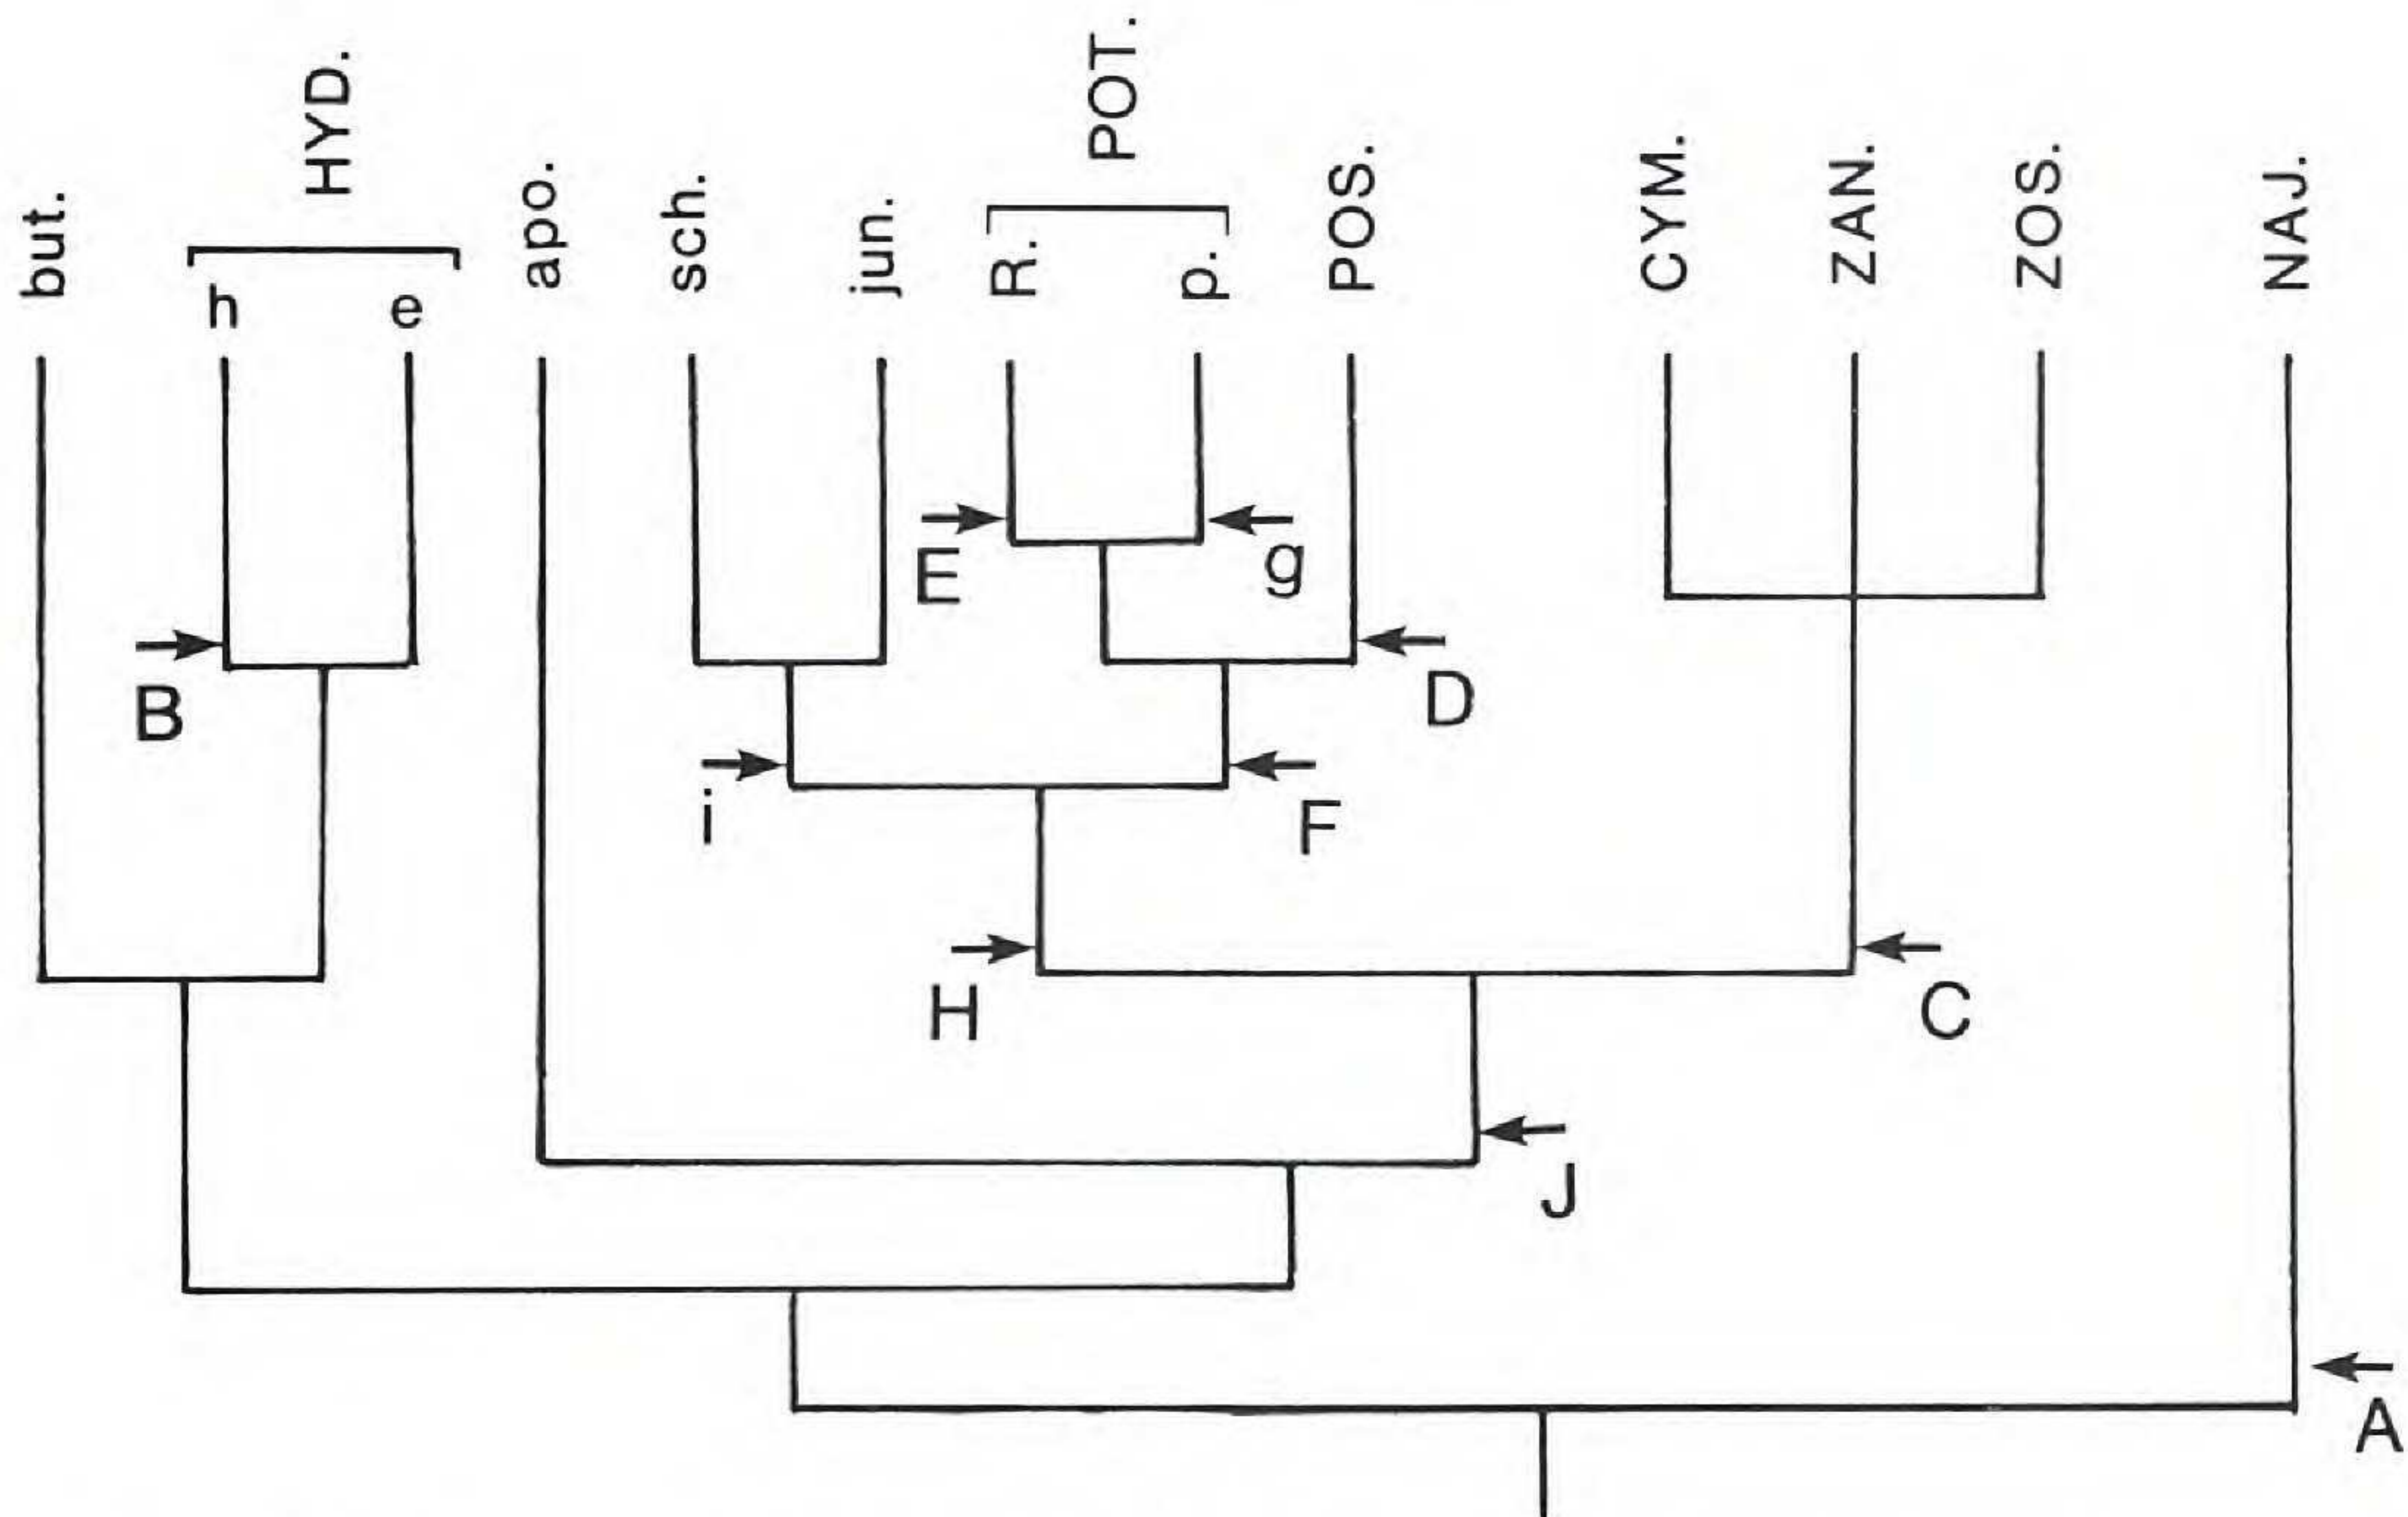 but.
HYD.
h
e
apo.
sch.
jun.
POT.
R.
p.
POS.
CYM.
ZAN.
ZOS.
NAJ.
E
g
B
D
i
F
H
C
J
A